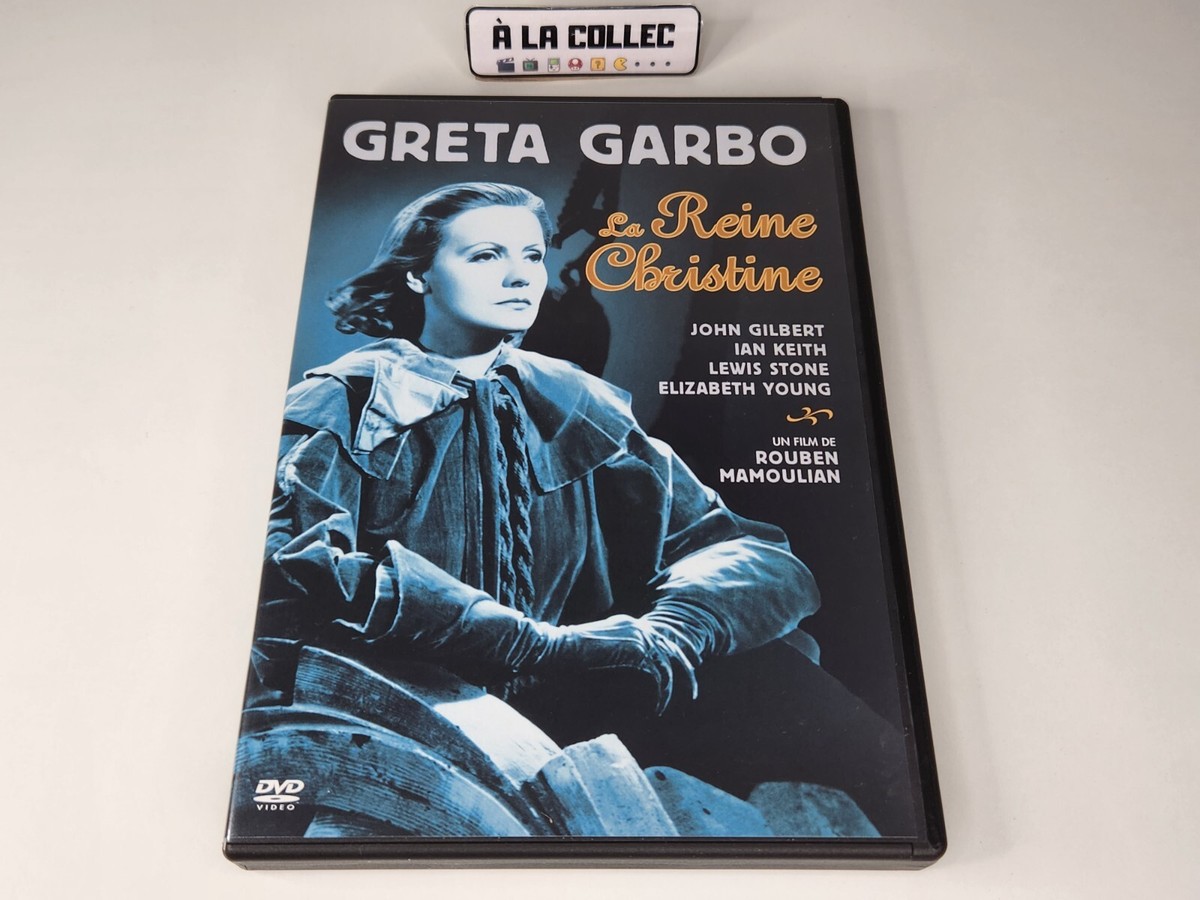 À LA COLLEC
GRETA GARBO
La Reine
Christine
JOHN GILBERT
IAN KEITH
LEWIS STONE
ELIZABETH YOUNG
UN FILM DE
ROUBEN
MAMOULIAN
DVD
VIDEO